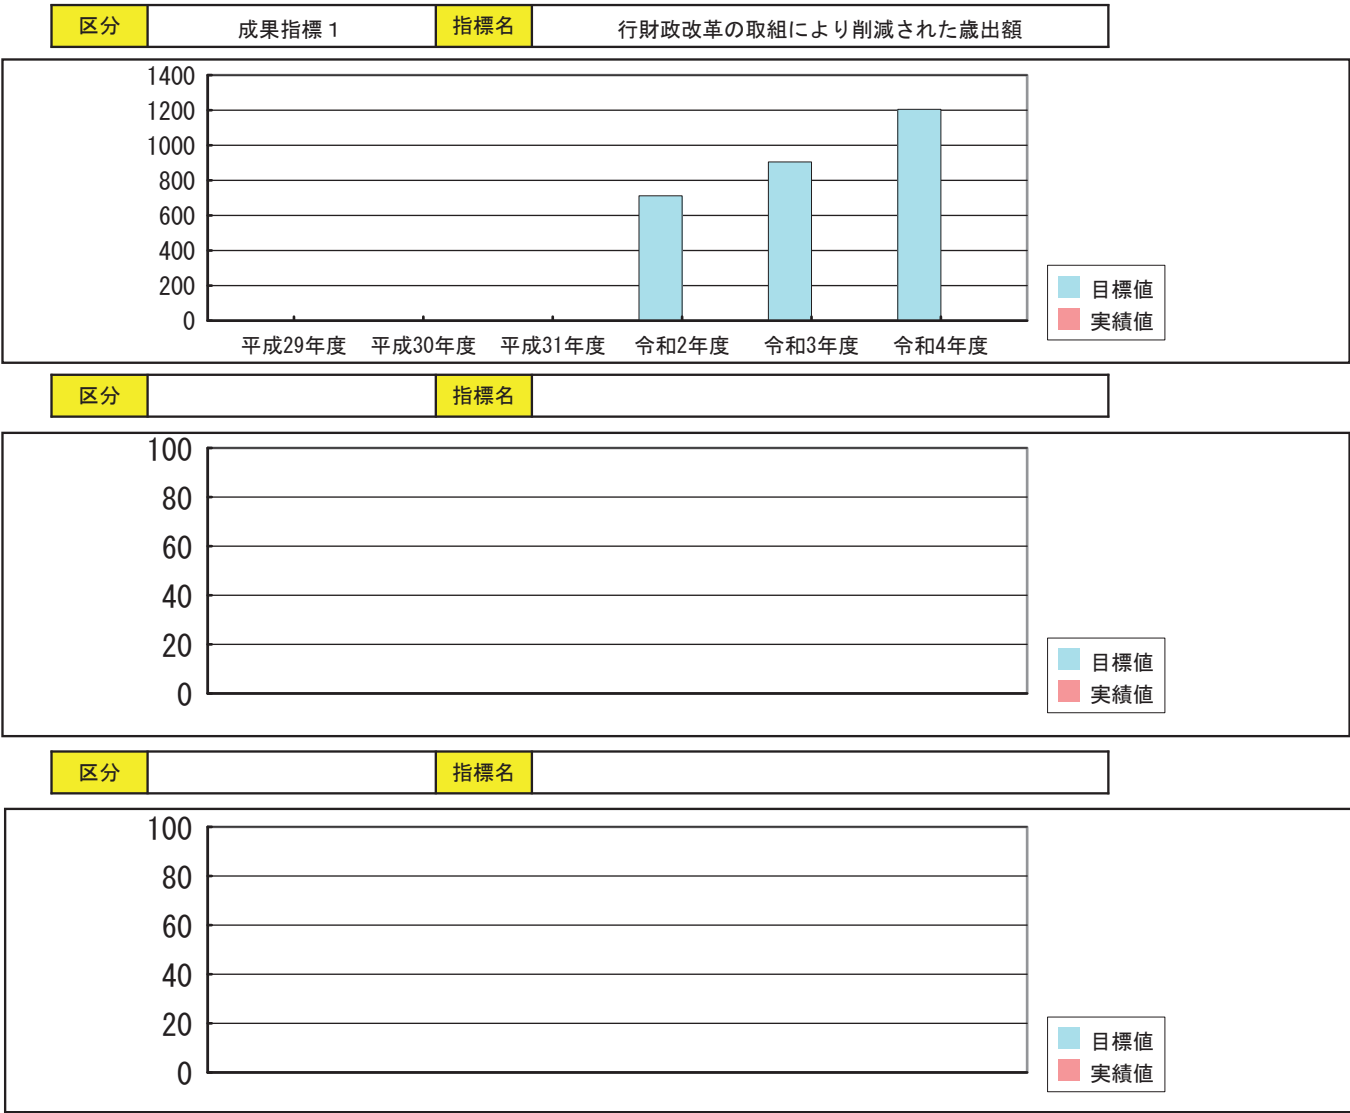 区分 成果指標１ 指標名 行財政改革の取組により削減された歳出額
1400
1200
1000
800
600
400
200
0
平成29年度 平成30年度 平成31年度 令和2年度 令和3年度 令和4年度
目標値
実績値
区分 指標名
100
80
60
40
20
0
目標値
実績値
区分 指標名
100
80
60
40
20
0
目標値
実績値